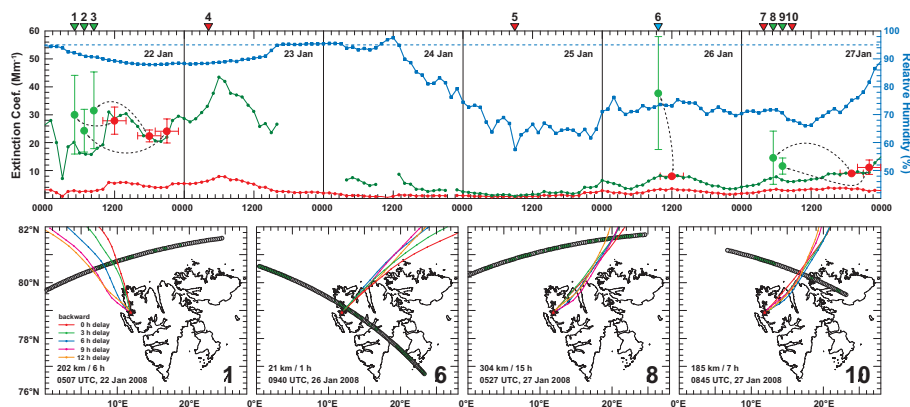 1 2 3 4 5 6 7 8 9 10
60 100
50 90
40 80
30 70
20 60
10 50
Extinction Coef. (Mm⁻¹)
Relative Humidity (%)
22 Jan 23 Jan 24 Jan 25 Jan 26 Jan 27Jan
0000 1200 0000 1200 0000 1200 0000 1200 0000 1200 0000 1200 0000
82°N
80°N
78°N
76°N
backward
0 h delay
3 h delay
6 h delay
9 h delay
12 h delay
202 km / 6 h
0507 UTC, 22 Jan 2008
1
0°E 10°E 20°E
21 km / 1 h
0940 UTC, 26 Jan 2008
6
0°E 10°E 20°E
304 km / 15 h
0527 UTC, 27 Jan 2008
8
0°E 10°E 20°E
185 km / 7 h
0845 UTC, 27 Jan 2008
10
0°E 10°E 20°E